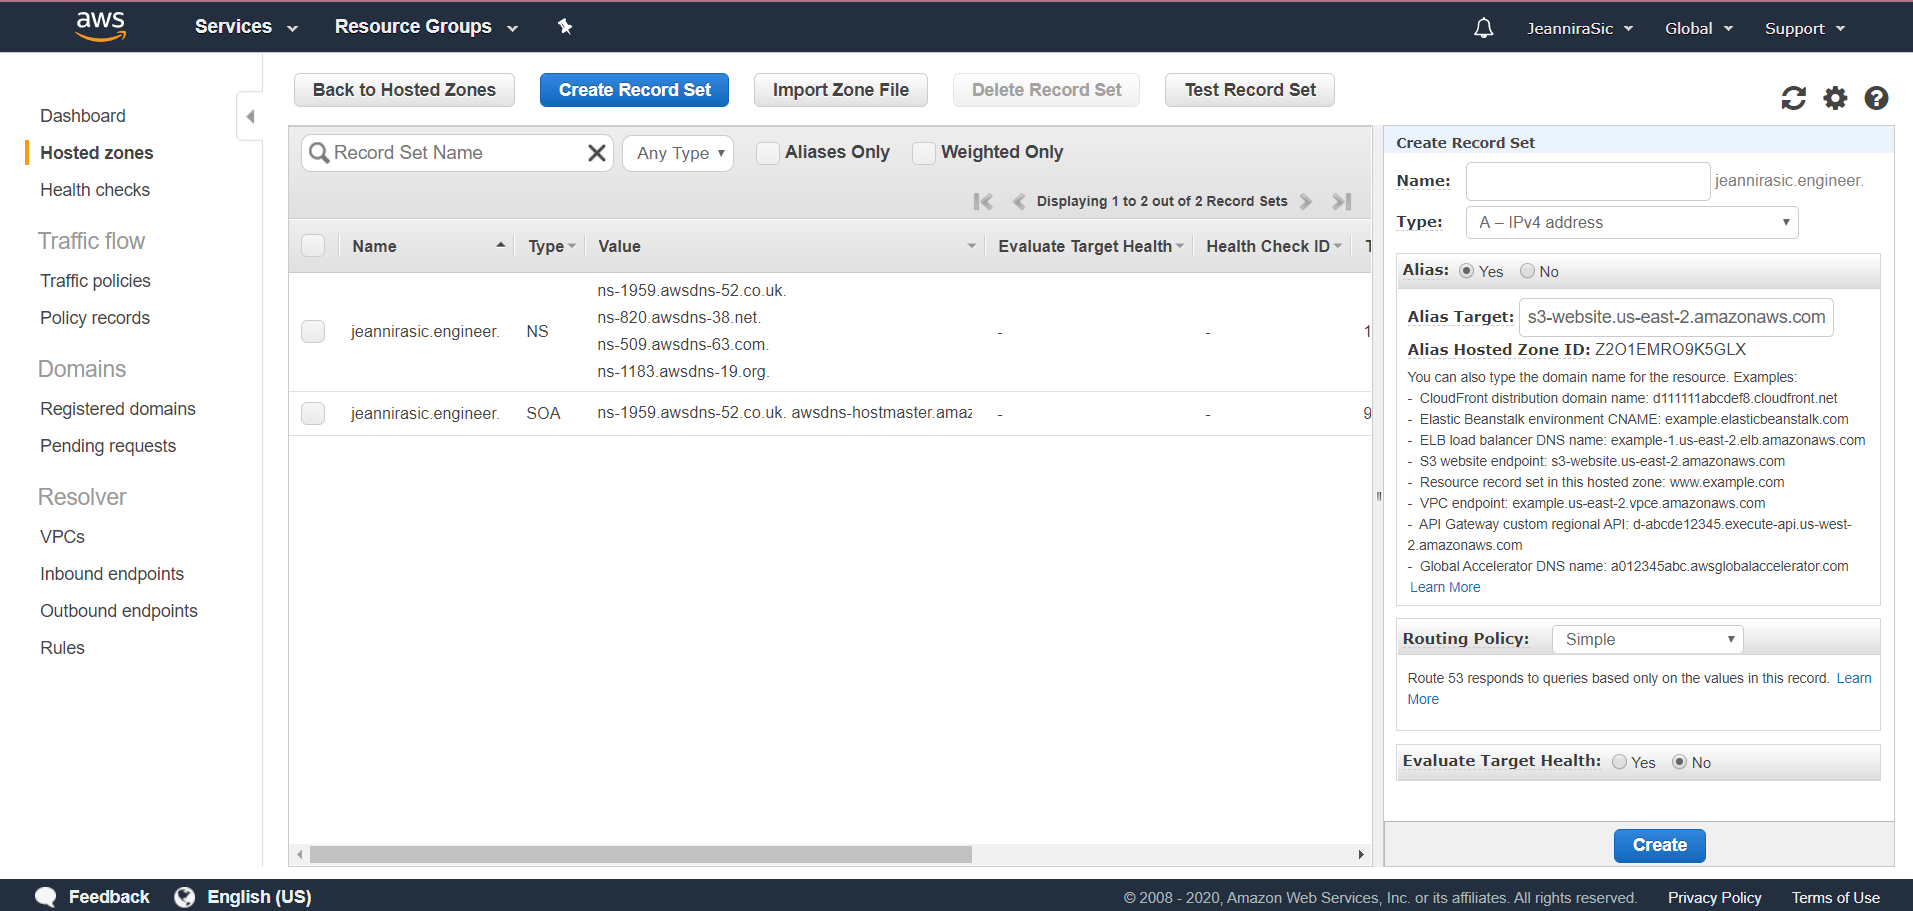 aws Services Resource Groups JeanniraSic Global Support
Back to Hosted Zones Create Record Set Import Zone File Delete Record Set Test Record Set
Dashboard
Hosted zones
Health checks
Traffic flow
Traffic policies
Policy records
Domains
Registered domains
Pending requests
Resolver
VPCs
Inbound endpoints
Outbound endpoints
Rules
Record Set Name Any Type Aliases Only Weighted Only
Displaying 1 to 2 out of 2 Record Sets
Name Type Value Evaluate Target Health Health Check ID T
ns-1959.awsdns-52.co.uk.
ns-820.awsdns-38.net.
jeannirasic.engineer. NS - - 1
ns-509.awsdns-63.com.
ns-1183.awsdns-19.org.
jeannirasic.engineer. SOA ns-1959.awsdns-52.co.uk. awsdns-hostmaster.amaz - - 9
Create Record Set
Name: jeannirasic.engineer.
Type: A – IPv4 address
Alias: Yes No
Alias Target: s3-website.us-east-2.amazonaws.com
Alias Hosted Zone ID: Z2O1EMRO9K5GLX
You can also type the domain name for the resource. Examples:
- CloudFront distribution domain name: d111111abcdef8.cloudfront.net
- Elastic Beanstalk environment CNAME: example.elasticbeanstalk.com
- ELB load balancer DNS name: example-1.us-east-2.elb.amazonaws.com
- S3 website endpoint: s3-website.us-east-2.amazonaws.com
- Resource record set in this hosted zone: www.example.com
- VPC endpoint: example.us-east-2.vpce.amazonaws.com
- API Gateway custom regional API: d-abcde12345.execute-api.us-west-
2.amazonaws.com
- Global Accelerator DNS name: a012345abc.awsglobalaccelerator.com
Learn More
Routing Policy: Simple
Route 53 responds to queries based only on the values in this record. Learn
More
Evaluate Target Health: Yes No
Create
Feedback English (US) © 2008 - 2020, Amazon Web Services, Inc. or its affiliates. All rights reserved. Privacy Policy Terms of Use